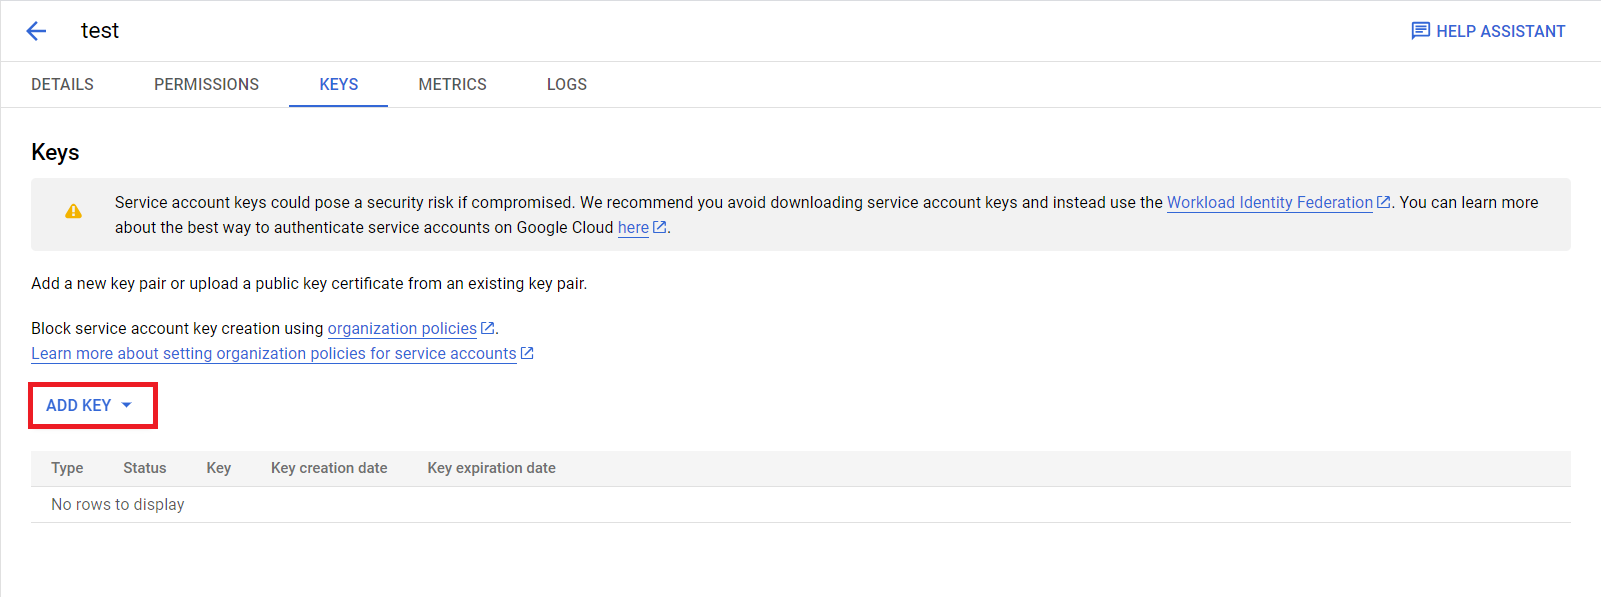 test
HELP ASSISTANT
DETAILS PERMISSIONS KEYS METRICS LOGS
Keys
Service account keys could pose a security risk if compromised. We recommend you avoid downloading service account keys and instead use the Workload Identity Federation. You can learn more
about the best way to authenticate service accounts on Google Cloud here.
Add a new key pair or upload a public key certificate from an existing key pair.
Block service account key creation using organization policies.
Learn more about setting organization policies for service accounts
ADD KEY
Type Status Key Key creation date Key expiration date
No rows to display